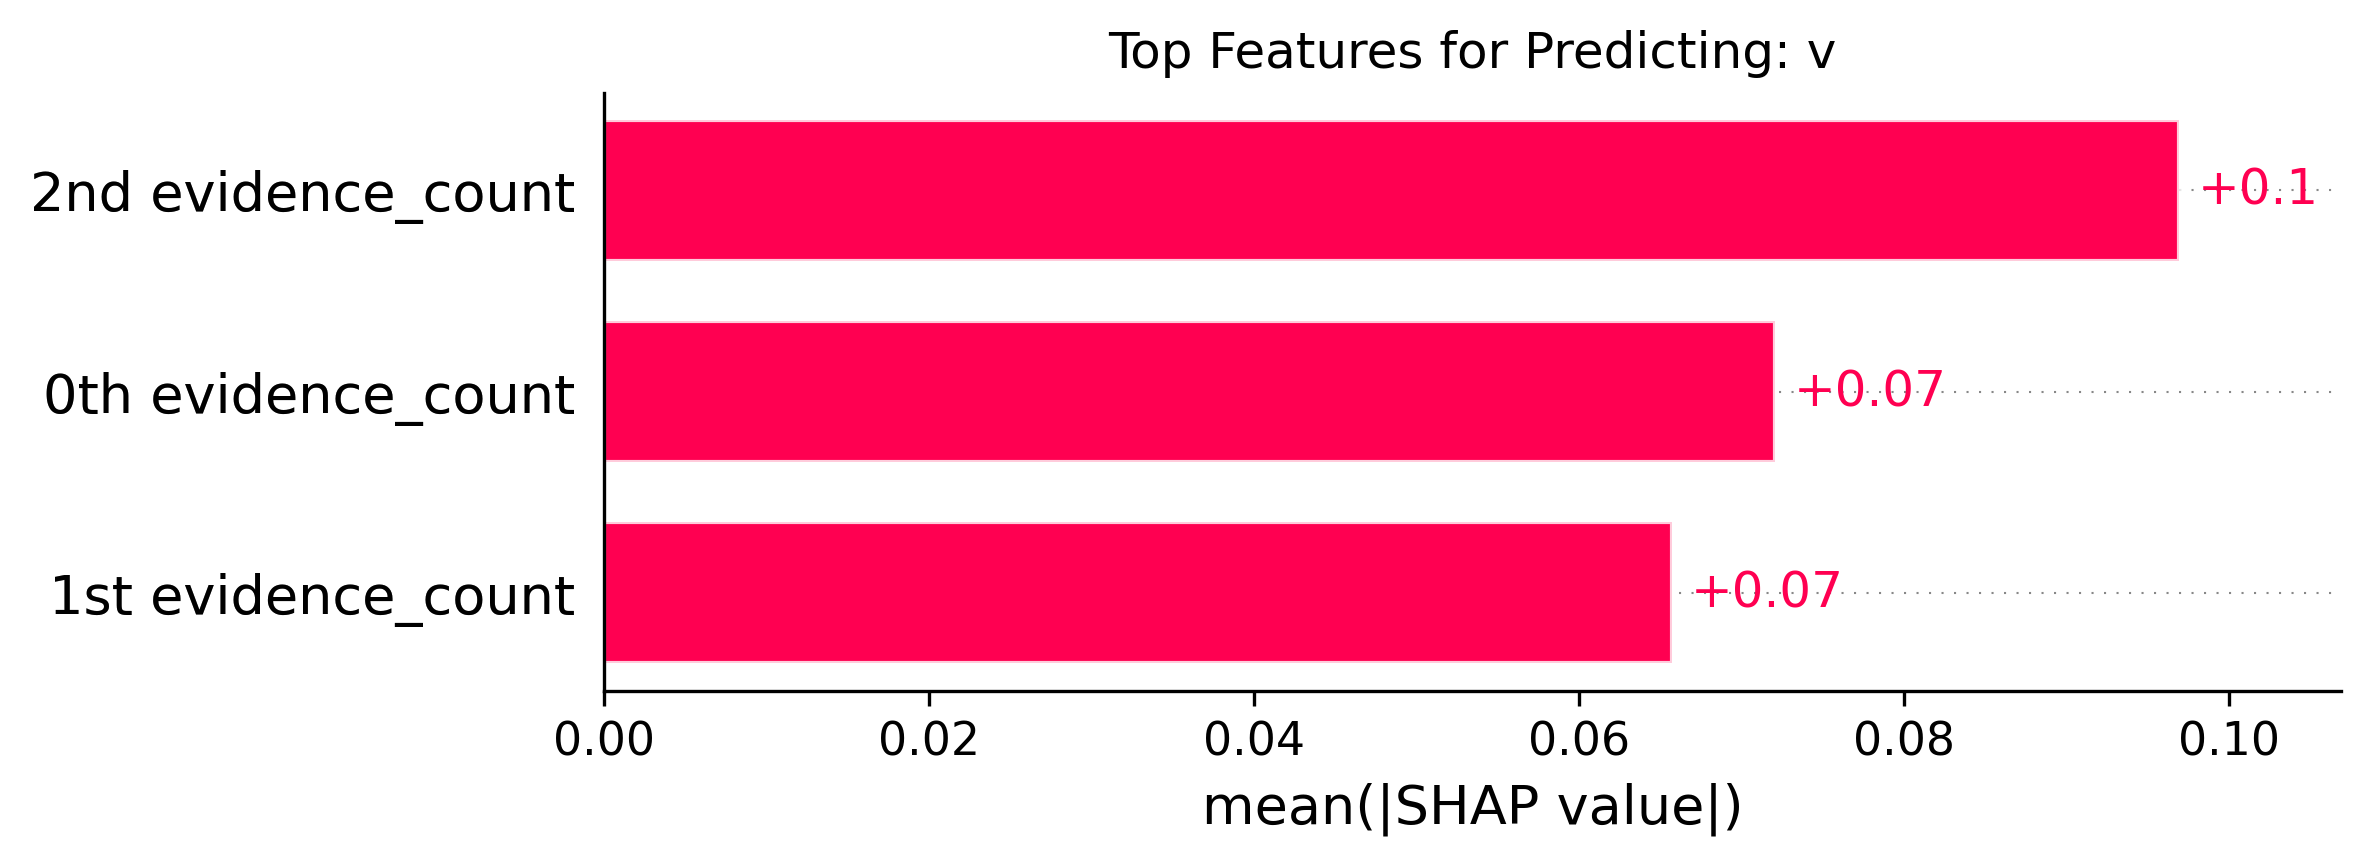 Top Features for Predicting: v
2nd evidence_count
+0.1
0th evidence_count
+0.07
1st evidence_count
+0.07
0.00 0.02 0.04 0.06 0.08 0.10
mean(|SHAP value|)